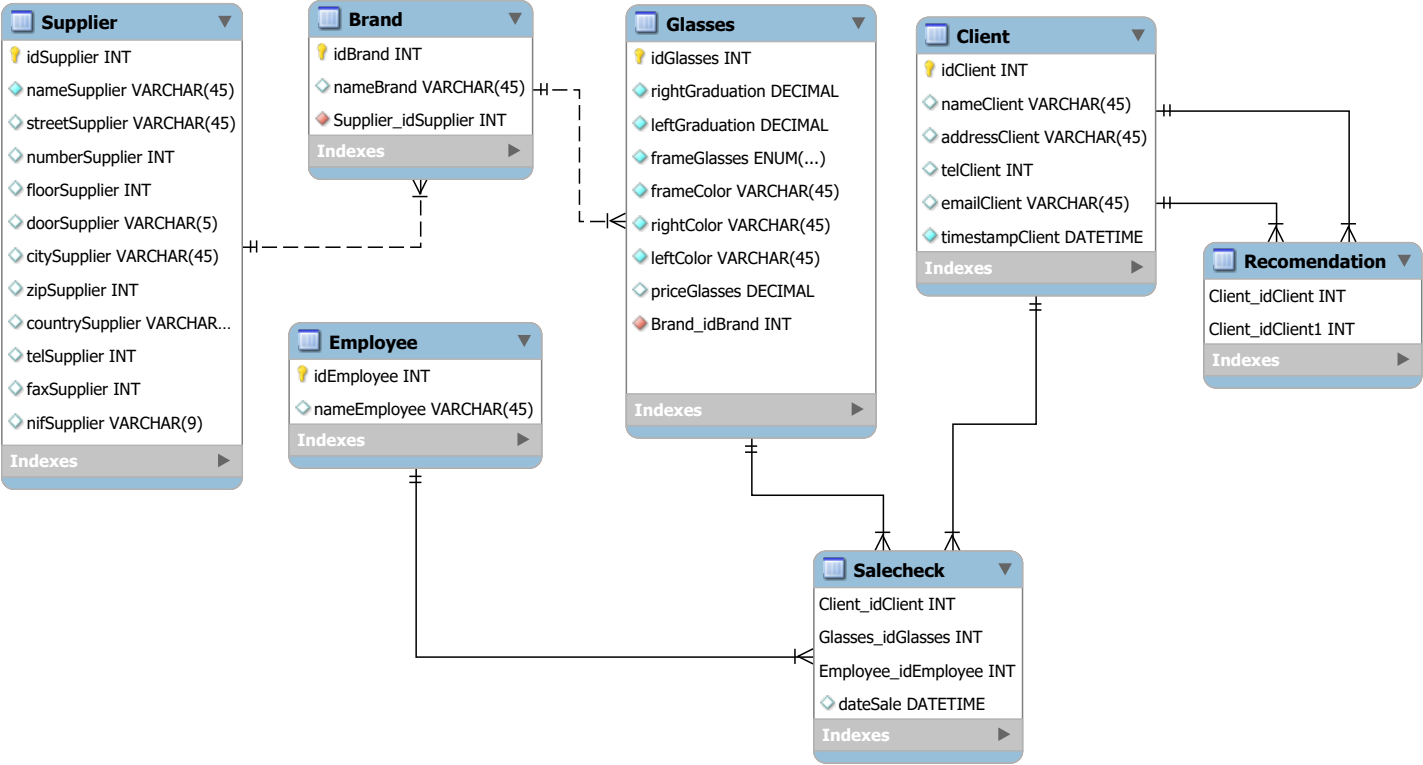 Supplier
idSupplier INT
nameSupplier VARCHAR(45)
streetSupplier VARCHAR(45)
numberSupplier INT
floorSupplier INT
doorSupplier VARCHAR(5)
citySupplier VARCHAR(45)
zipSupplier INT
countrySupplier VARCHAR...
telSupplier INT
faxSupplier INT
nifSupplier VARCHAR(9)
Indexes
Brand
idBrand INT
nameBrand VARCHAR(45)
Supplier_idSupplier INT
Indexes
Glasses
idGlasses INT
rightGraduation DECIMAL
leftGraduation DECIMAL
frameGlasses ENUM(...)
frameColor VARCHAR(45)
rightColor VARCHAR(45)
leftColor VARCHAR(45)
priceGlasses DECIMAL
Brand_idBrand INT
Indexes
Client
idClient INT
nameClient VARCHAR(45)
addressClient VARCHAR(45)
telClient INT
emailClient VARCHAR(45)
timestampClient DATETIME
Indexes
Recomendation
Client_idClient INT
Client_idClient1 INT
Indexes
Employee
idEmployee INT
nameEmployee VARCHAR(45)
Indexes
Salecheck
Client_idClient INT
Glasses_idGlasses INT
Employee_idEmployee INT
dateSale DATETIME
Indexes